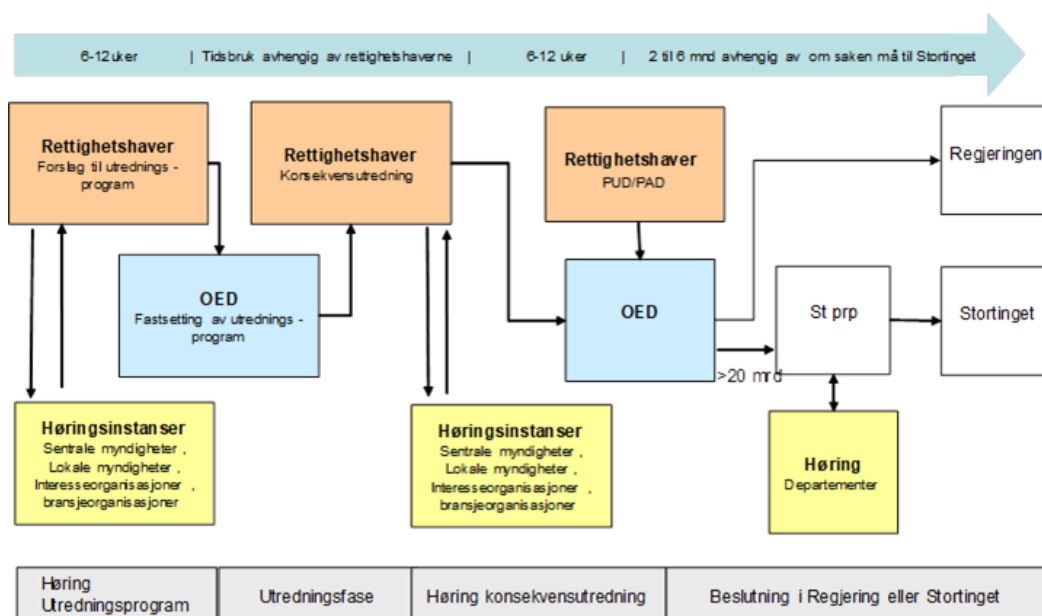 6-12uker | Tidsbruk avhengig av rettighetshaverne | 6-12 uker | 2 til 6 mnd avhengig av om saken må til Stortinget
Rettighetshaver
Forslag til utrednings -
program
Rettighetshaver
Konsekvensutredning
Rettighetshaver
PUD/PAD
Regjeringen
OED
Fastsetting av utrednings -
program
OED
St prp
Stortinget
>20 mrd
Høringsinstanser
Sentrale myndigheter ,
Lokale myndigheter ,
Interesseorganisasjoner ,
bransjeorganisasjoner
Høringsinstanser
Sentrale myndigheter ,
Lokale myndigheter ,
Interesseorganisasjoner ,
bransjeorganisasjoner
Høring
Departementer
Høring
Utredningsprogram
Utredningsfase
Høring konsekvensutredning
Beslutning i Regjering eller Stortinget